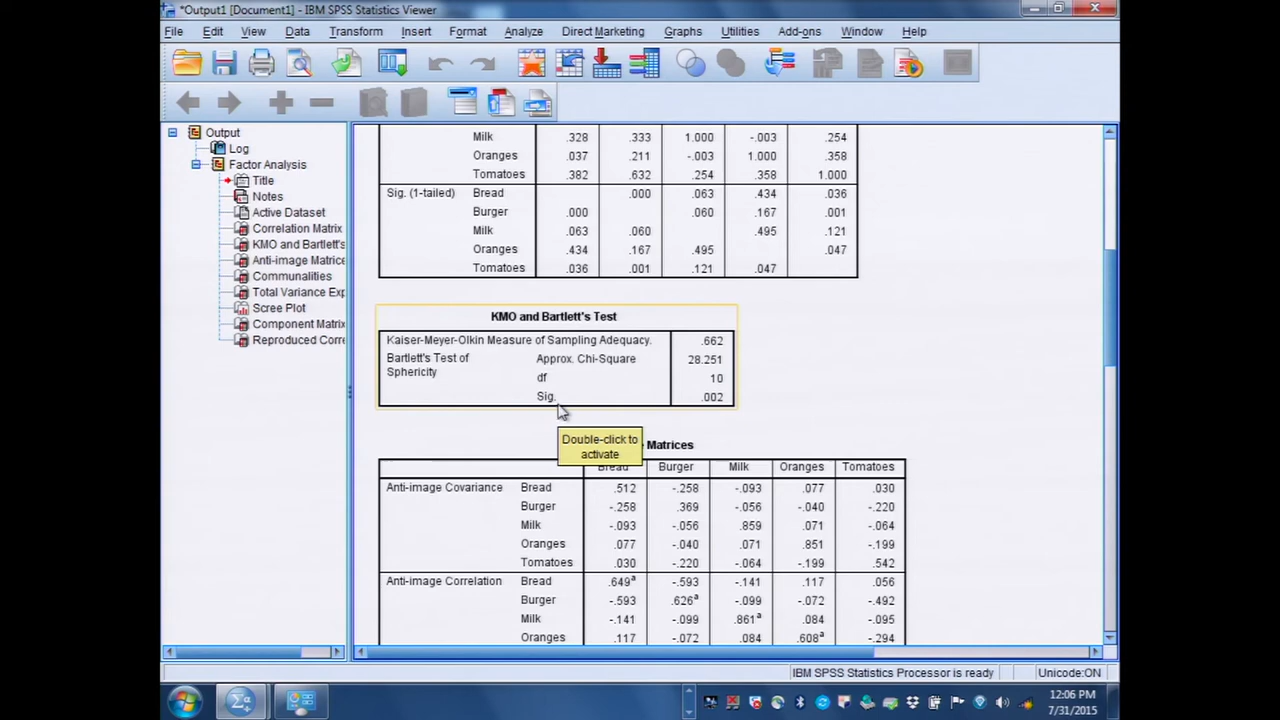 *Output1 [Document1] - IBM SPSS Statistics Viewer
File Edit View Data Transform Insert Format Analyze Direct Marketing Graphs Utilities Add-ons Window Help
Output
Log
Factor Analysis
Title
Notes
Active Dataset
Correlation Matrix
KMO and Bartlett's
Anti-image Matrice
Communalities
Total Variance Exp
Scree Plot
Component Matrix
Reproduced Corre
Milk .328 .333 1.000 -.003 .254
Oranges .037 .211 -.003 1.000 .358
Tomatoes .382 .632 .254 .358 1.000
Sig. (1-tailed) Bread .000 .063 .434 .036
Burger .000 .060 .167 .001
Milk .063 .060 .495 .121
Oranges .434 .167 .495 .047
Tomatoes .036 .001 .121 .047
KMO and Bartlett's Test
Kaiser-Meyer-Olkin Measure of Sampling Adequacy. .662
Bartlett's Test of Sphericity Approx. Chi-Square 28.251
df 10
Sig. .002
Double-click to activate
Matrices
Bread Burger Milk Oranges Tomatoes
Anti-image Covariance Bread .512 -.258 -.093 .077 .030
Burger -.258 .369 -.056 -.040 -.220
Milk -.093 -.056 .859 .071 -.064
Oranges .077 -.040 .071 .851 -.199
Tomatoes .030 -.220 -.064 -.199 .542
Anti-image Correlation Bread .649a -.593 -.141 .117 .056
Burger -.593 .626a -.099 -.072 -.492
Milk -.141 -.099 .861a .084 -.095
Oranges .117 -.072 .084 .608a -.294
IBM SPSS Statistics Processor is ready Unicode:ON
12:06 PM
7/31/2015